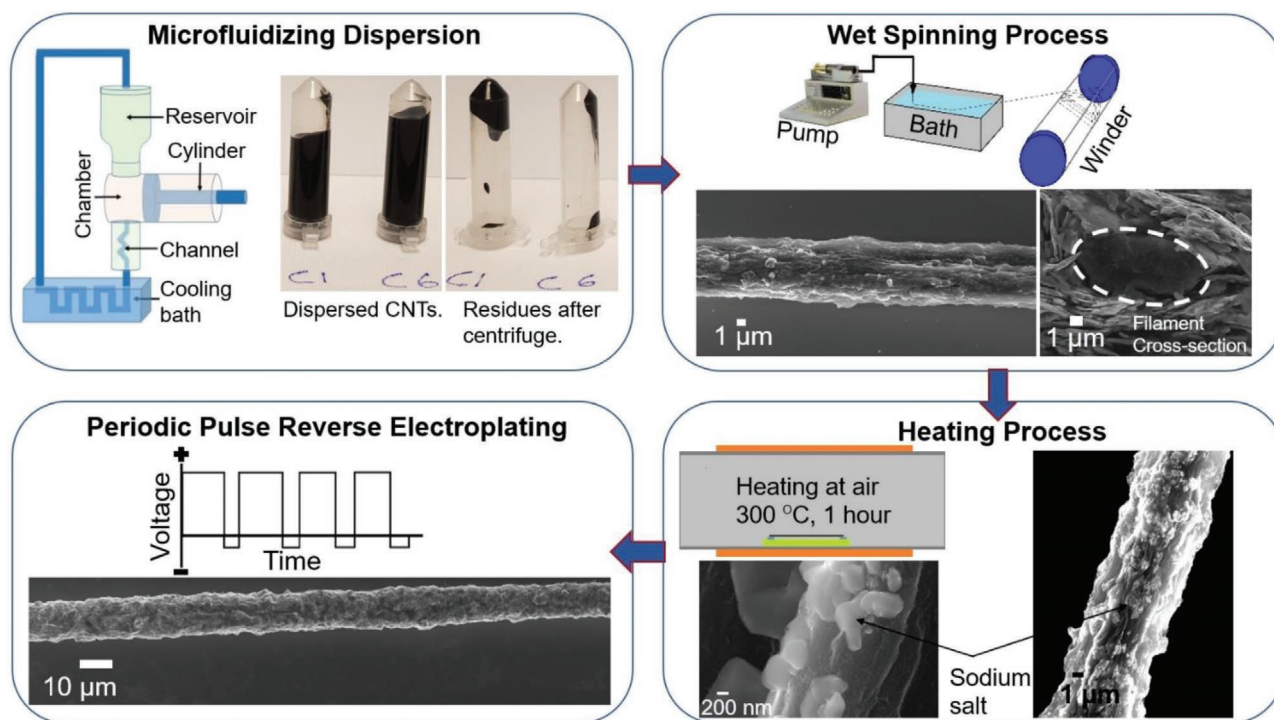 Microfluidizing Dispersion
Reservoir
Cylinder
Chamber
Channel
Cooling
bath
C1
C6
C1
C6
Dispersed CNTs.
Residues after
centrifuge.
Wet Spinning Process
Pump
Bath
Winder
1 µm
1 µm
Filament
Cross-section
Periodic Pulse Reverse Electroplating
+
Voltage
–
Time
10 µm
Heating Process
Heating at air
300 °C, 1 hour
200 nm
Sodium
salt
1 µm